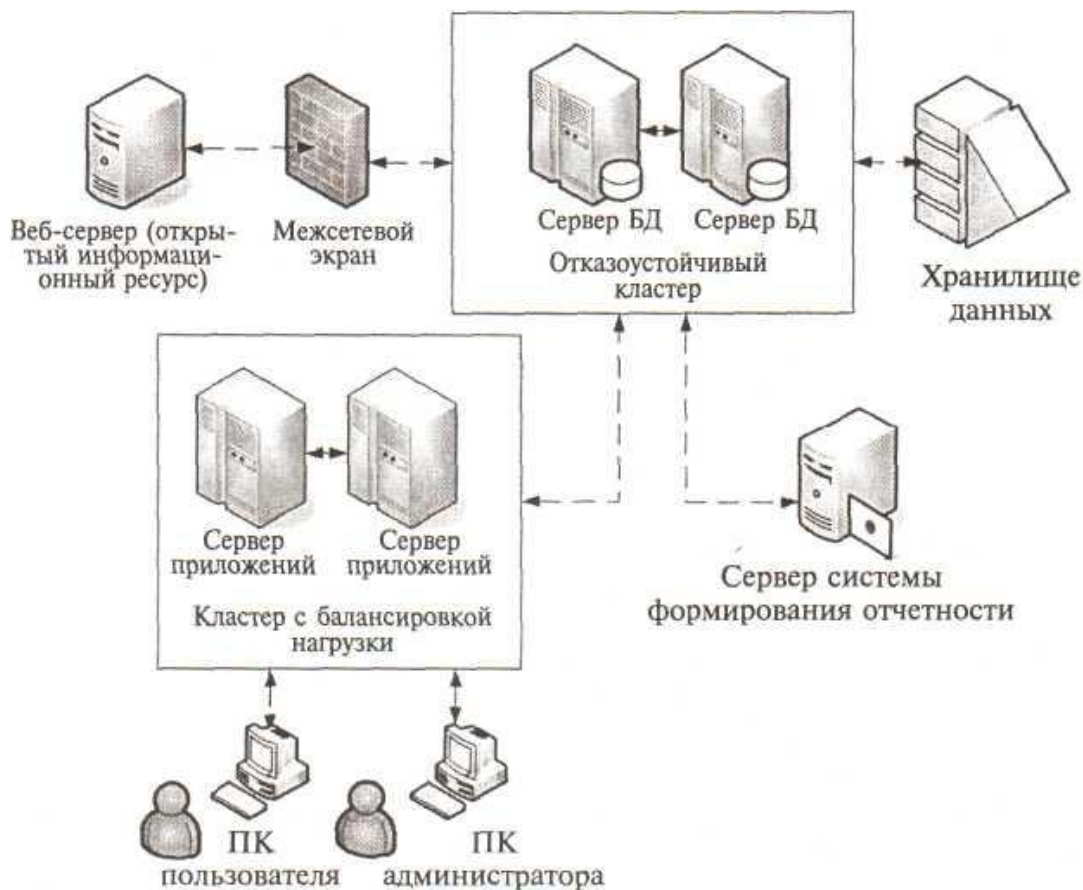 Сервер БД
Сервер БД
Отказоустойчивый
кластер
Веб-сервер (откры-
тый информаци-
онный ресурс)
Межсетевой
экран
Хранилище
данных
Сервер
приложений
Сервер
приложений
Кластер с балансировкой
нагрузки
Сервер системы
формирования отчетности
ПК
пользователя
ПК
администратора